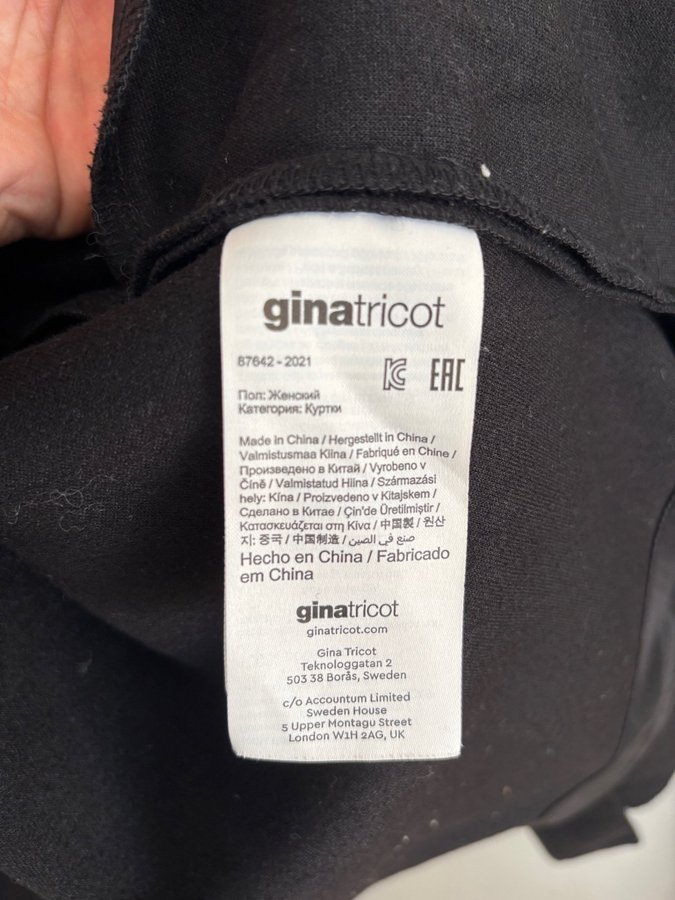 ginatricot
87642-2021
EAC
Пол: Женский
Категория: Куртки
Made in China / Hergestellt in China /
Valmistusmaa Kiina / Fabriqué en Chine /
Произведено в Китай / Vyrobeno v
Číně / Valmistatud Hiina / Származási
hely: Kína / Proizvedeno v Kitajskem /
Сделано в Китае / Çin'de Üretilmiştir /
Κατασκευάζεται στη Κίνα / 中国製 / 원산
지: 중국 / 中国制造 / صنع في الصين /
Hecho en China / Fabricado
em China
ginatricot
ginatricot.com
Gina Tricot
Teknologgatan 2
503 38 Borås, Sweden
c/o Accountum Limited
Sweden House
5 Upper Montagu Street
London W1H 2AG, UK